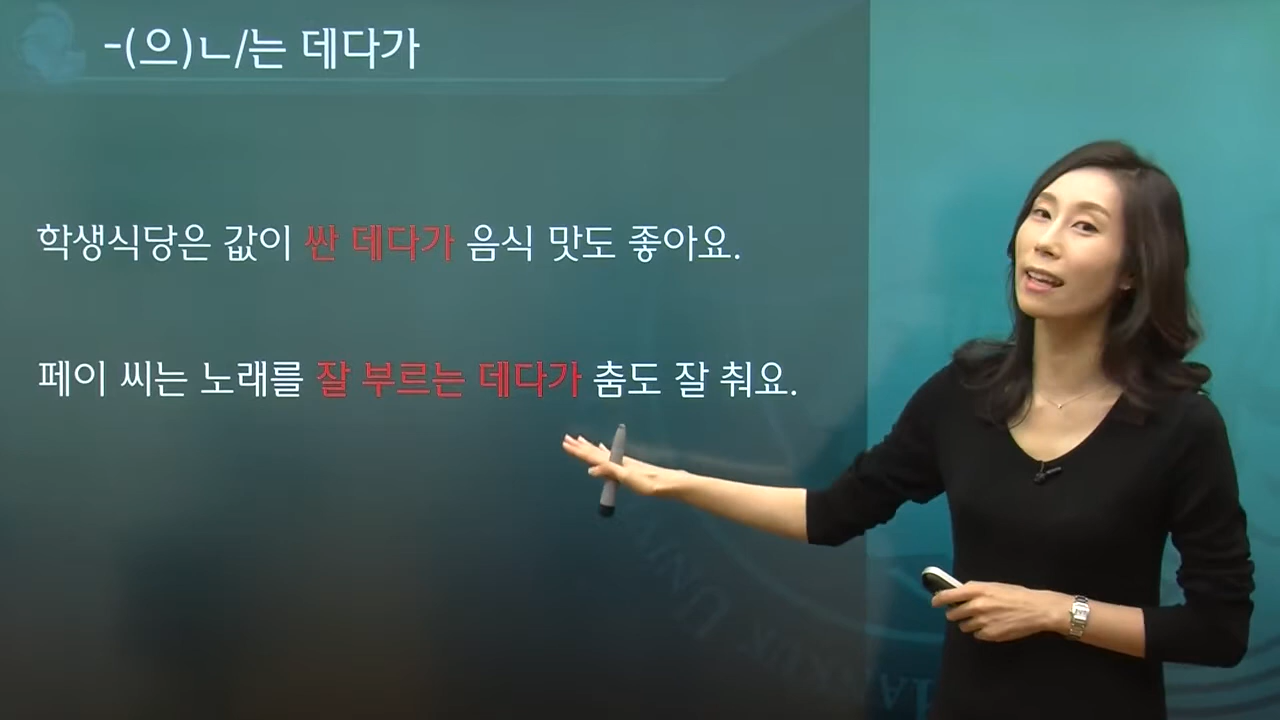 -(으)ㄴ/는 데다가
학생식당은 값이 싼 데다가 음식 맛도 좋아요.
페이 씨는 노래를 잘 부르는 데다가 춤도 잘 춰요.